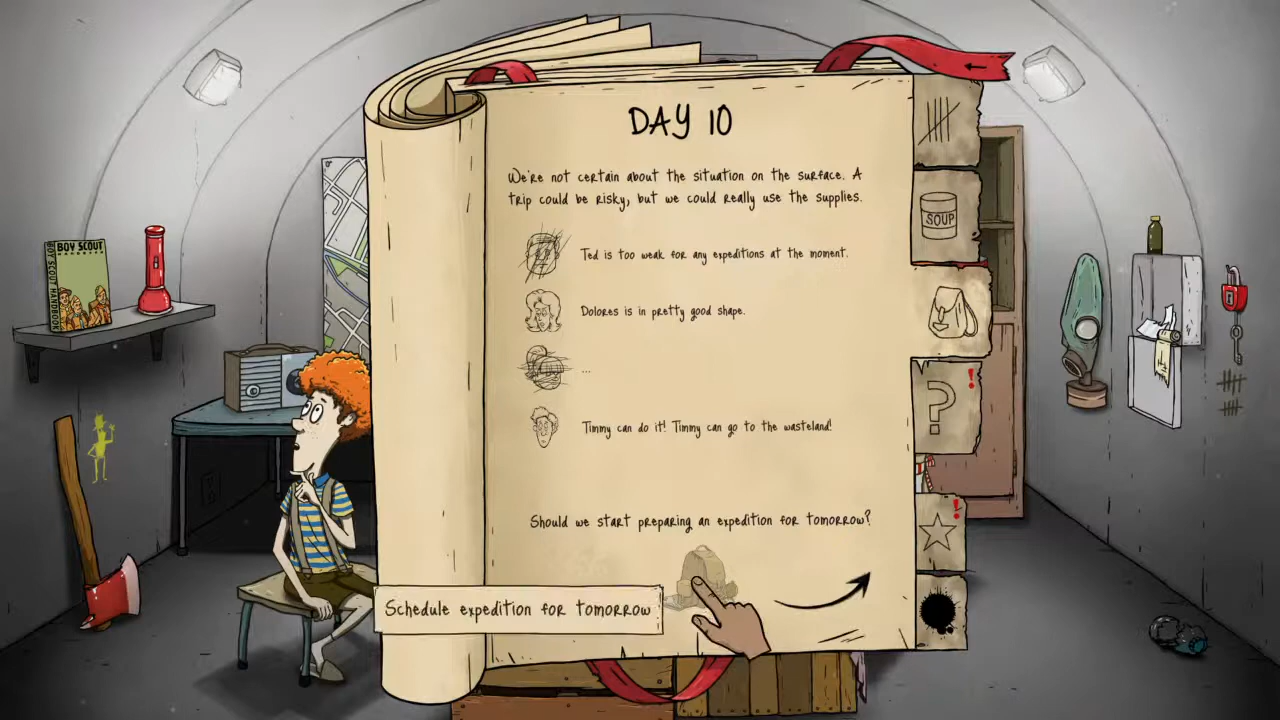 DAY 10
We're not certain about the situation on the surface. A
trip could be risky, but we could really use the supplies.
Ted is too weak for any expeditions at the moment.
Dolores is in pretty good shape.
...
Timmy can do it! Timmy can go to the wasteland!
Should we start preparing an expedition for tomorrow?
Schedule expedition for tomorrow
SOUP
?
!
!
BOY SCOUT
HANDBOOK
BOY SCOUT HANDBOOK